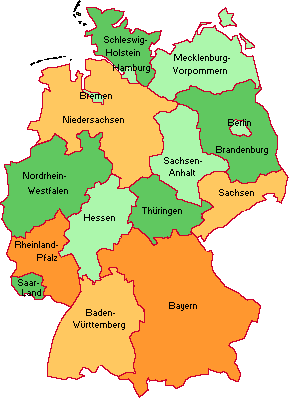 Schleswig-
Holstein
Hamburg
Mecklenburg-
Vorpommern
Bremen
Niedersachsen
Berlin
Brandenburg
Sachsen-
Anhalt
Nordrhein-
Westfalen
Sachsen
Hessen
Thüringen
Rheinland-
Pfalz
Saar-
Land
Baden-
Württemberg
Bayern